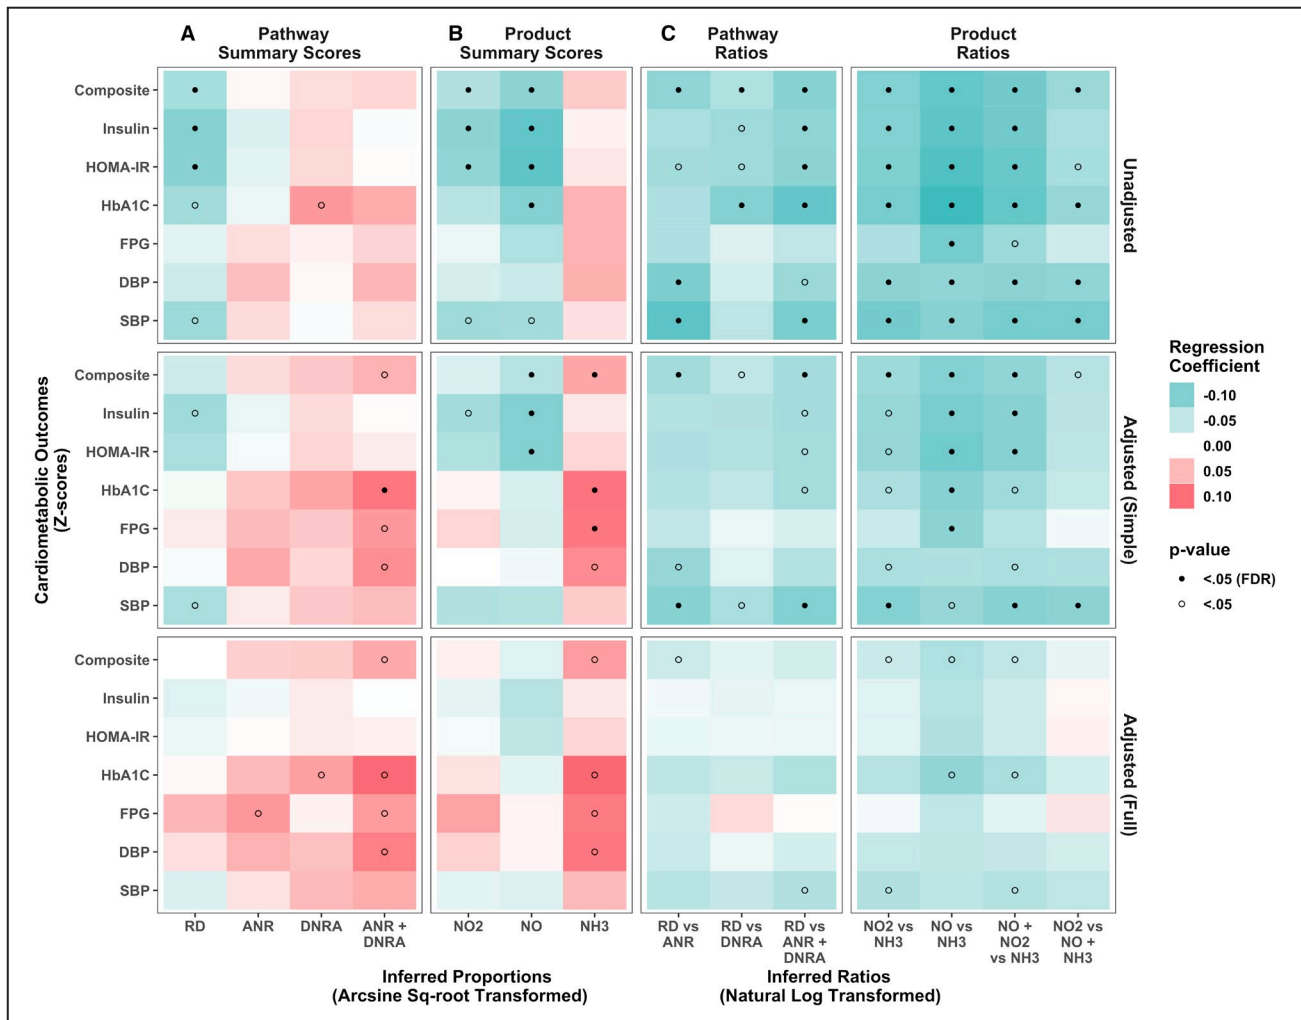 A Pathway Summary Scores
B Product Summary Scores
C Pathway Ratios
Product Ratios
Cardiometabolic Outcomes
(Z-scores)
Composite
Insulin
HOMA-IR
HbA1C
FPG
DBP
SBP
Unadjusted
Composite
Insulin
HOMA-IR
HbA1C
FPG
DBP
SBP
Adjusted (Simple)
Composite
Insulin
HOMA-IR
HbA1C
FPG
DBP
SBP
Adjusted (Full)
RD
ANR
DNRA
ANR +
DNRA
NO2
NO
NH3
RD vs
ANR
RD vs
DNRA
RD vs
ANR +
DNRA
NO2 vs
NH3
NO vs
NH3
NO +
NO2
vs NH3
NO2 vs
NO +
NH3
Inferred Proportions
(Arcsine Sq-root Transformed)
Inferred Ratios
(Natural Log Transformed)
Regression
Coefficient
-0.10
-0.05
0.00
0.05
0.10
p-value
<.05 (FDR)
<.05